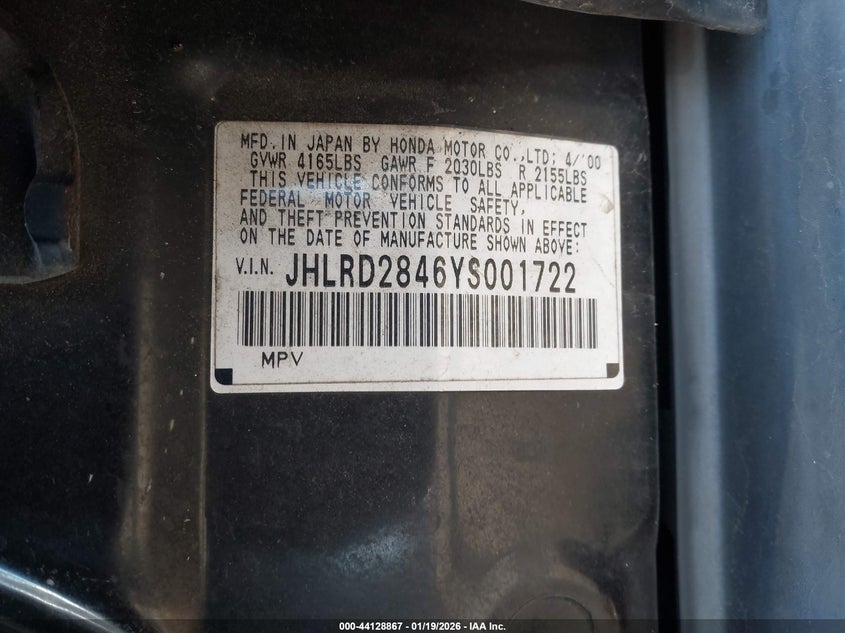 MFD.IN JAPAN BY HONDA MOTOR CO.,LTD; 4/'00
GVWR 4165LBS GAWR F 2030LBS R 2155LBS
THIS VEHICLE CONFORMS TO ALL APPLICABLE
FEDERAL MOTOR VEHICLE SAFETY,
AND THEFT PREVENTION STANDARDS IN EFFECT
ON THE DATE OF MANUFACTURE SHOWN ABOVE:
V.I.N. JHLRD2846YS001722
MPV
000-44128867 - 01/19/2026 - IAA Inc.